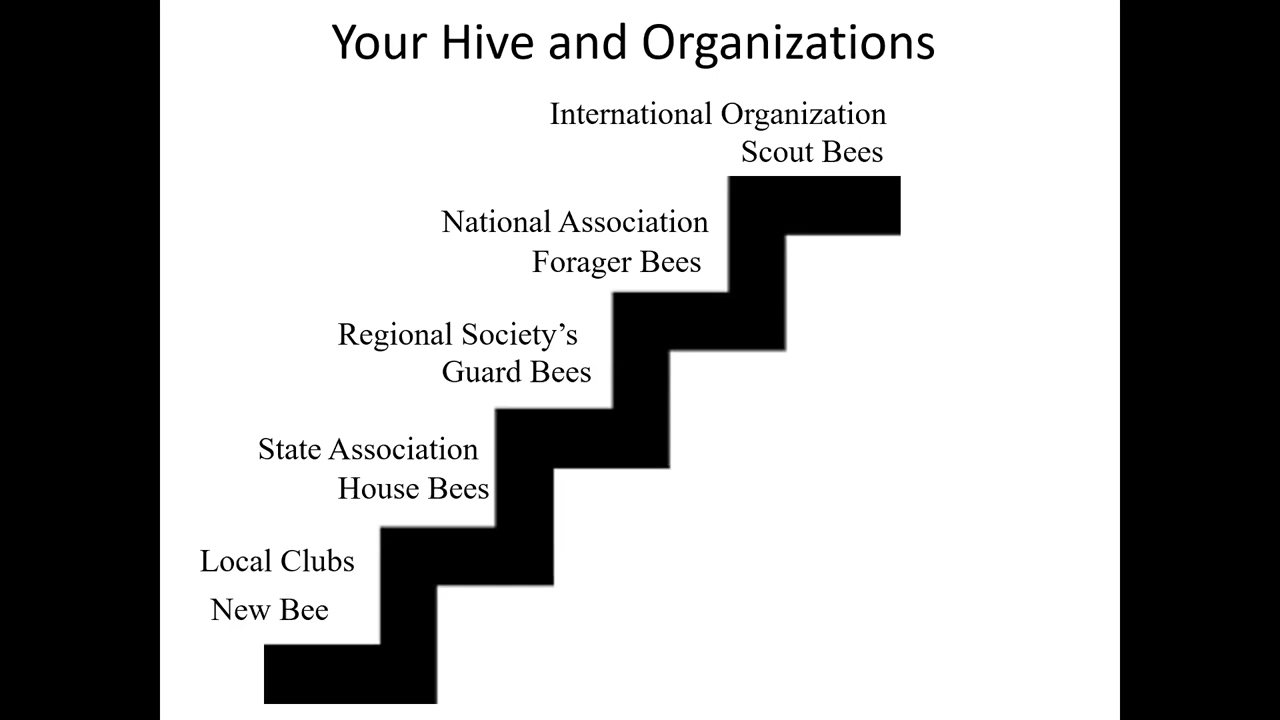 Your Hive and Organizations
International Organization
Scout Bees
National Association
Forager Bees
Regional Society’s
Guard Bees
State Association
House Bees
Local Clubs
New Bee